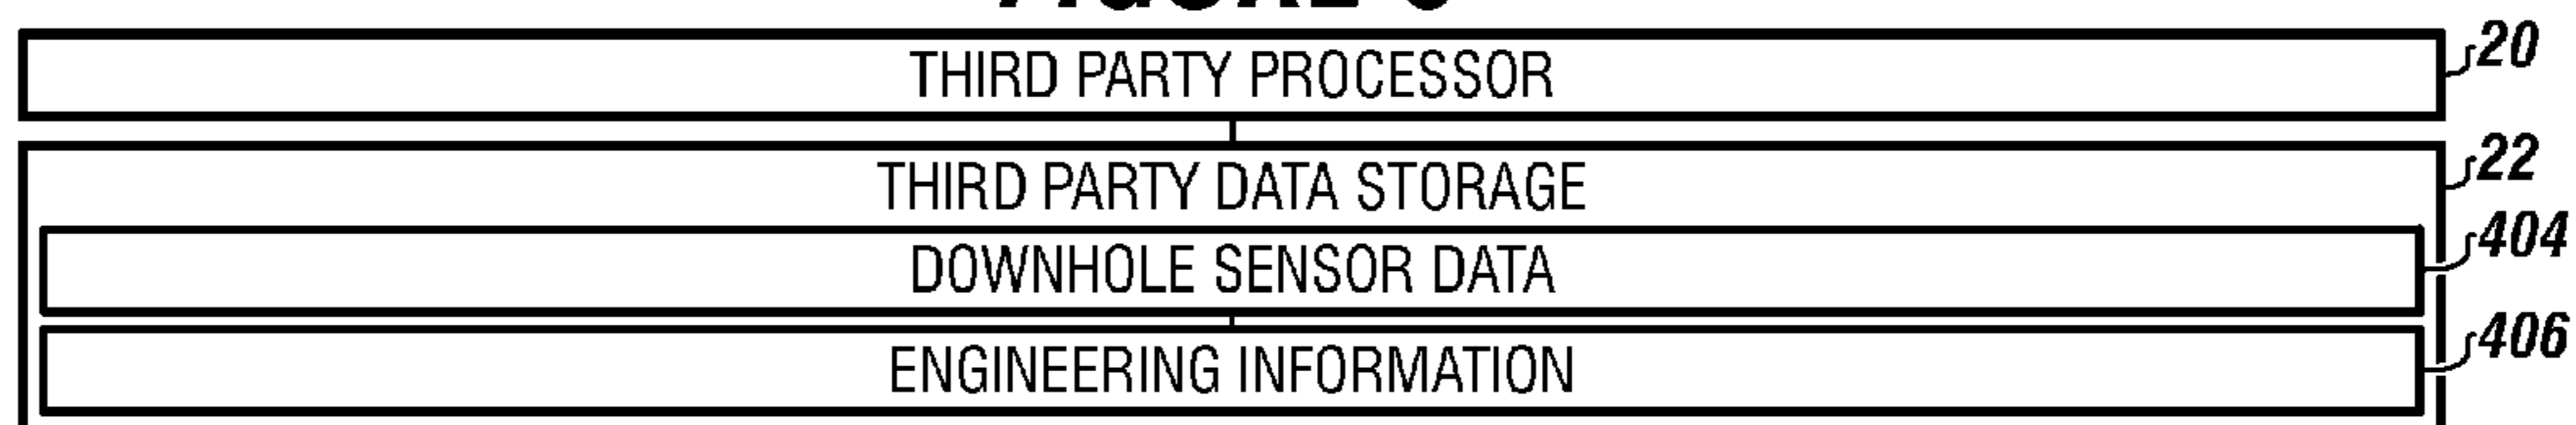 THIRD PARTY PROCESSOR 20
THIRD PARTY DATA STORAGE 22
DOWNHOLE SENSOR DATA 404
ENGINEERING INFORMATION 406